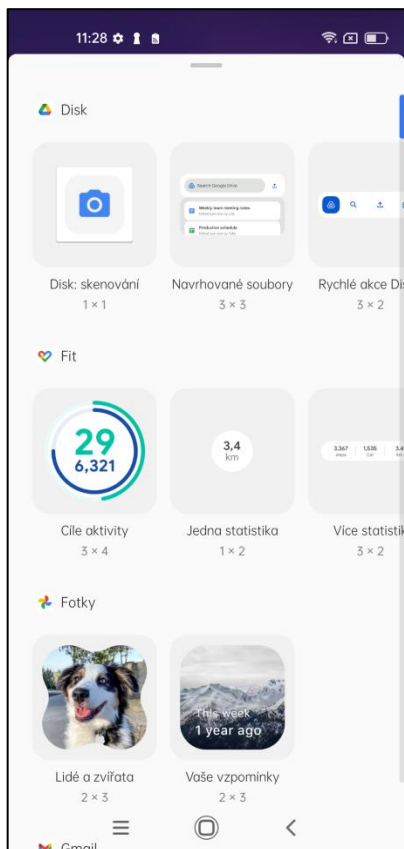 11:28
Disk
Search Google Drive
Weekly team meeting notes
Production schedule
Disk: skenování
1 × 1
Navrhované soubory
3 × 3
Rychlé akce Dis
3 × 2
Fit
29
6,321
3,4
km
3,367
1,535
3,4
Cíle aktivity
3 × 4
Jedna statistika
1 × 2
Více statistik
3 × 2
Fotky
This week
1 year ago
Lidé a zvířata
2 × 3
Vaše vzpomínky
2 × 3
Gmail